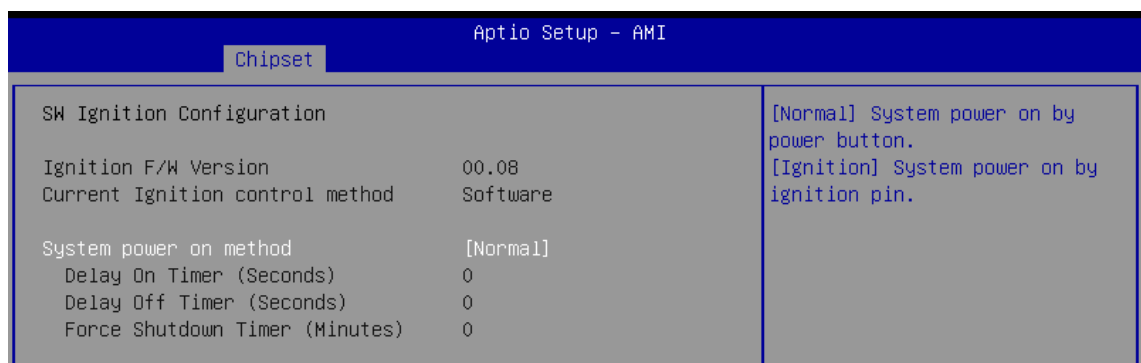 Aptio Setup – AMI
Chipset
SW Ignition Configuration
Ignition F/W Version 00.08
Current Ignition control method Software
System power on method [Normal]
Delay On Timer (Seconds) 0
Delay Off Timer (Seconds) 0
Force Shutdown Timer (Minutes) 0
[Normal] System power on by
power button.
[Ignition] System power on by
ignition pin.